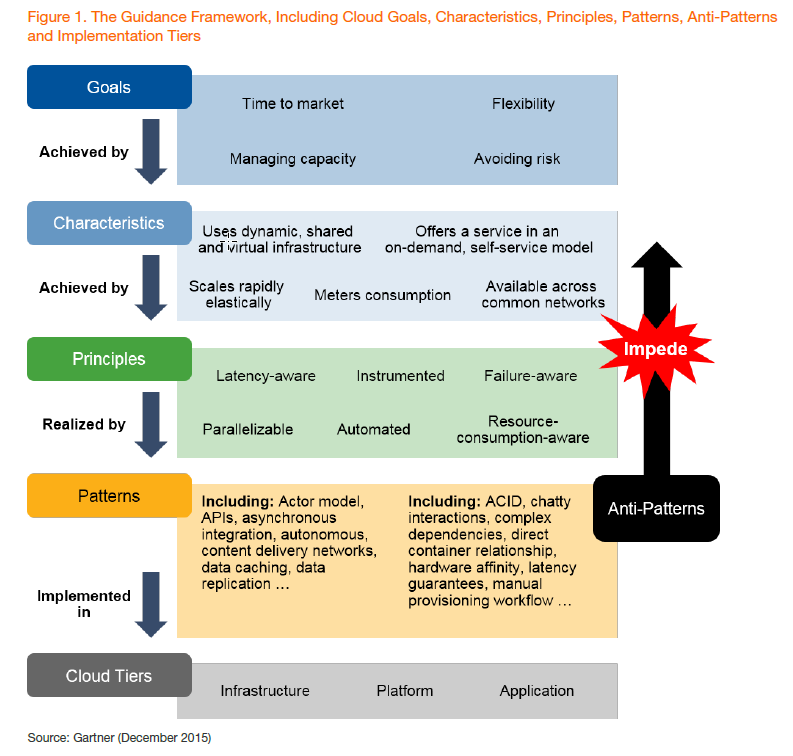 Figure 1. The Guidance Framework, Including Cloud Goals, Characteristics, Principles, Patterns, Anti-Patterns
and Implementation Tiers
Goals
Time to market
Flexibility
Managing capacity
Avoiding risk
Achieved by
Characteristics
Uses dynamic, shared
and virtual infrastructure
Offers a service in an
on-demand, self-service model
Scales rapidly
elastically
Meters consumption
Available across
common networks
Achieved by
Impede
Principles
Latency-aware
Instrumented
Failure-aware
Parallelizable
Automated
Resource-
consumption-aware
Realized by
Patterns
Including: Actor model,
APIs, asynchronous
integration, autonomous,
content delivery networks,
data caching, data
replication ...
Including: ACID, chatty
interactions, complex
dependencies, direct
container relationship,
hardware affinity, latency
guarantees, manual
provisioning workflow ...
Anti-Patterns
Implemented
in
Cloud Tiers
Infrastructure
Platform
Application
Source: Gartner (December 2015)